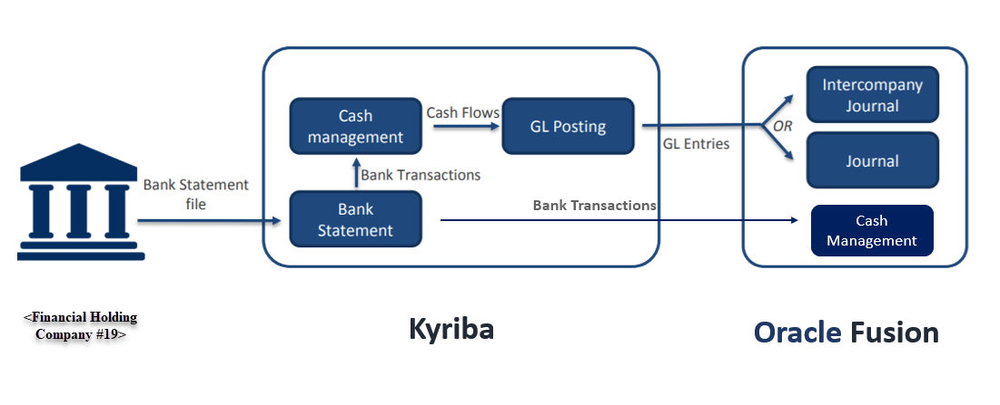 Bank Statement
file
Cash
management
Cash Flows
GL Posting
Bank Transactions
Bank
Statement
GL Entries
Bank Transactions
OR
Intercompany
Journal
Journal
Cash
Management
<Financial Holding
Company #19>
Kyriba
Oracle Fusion